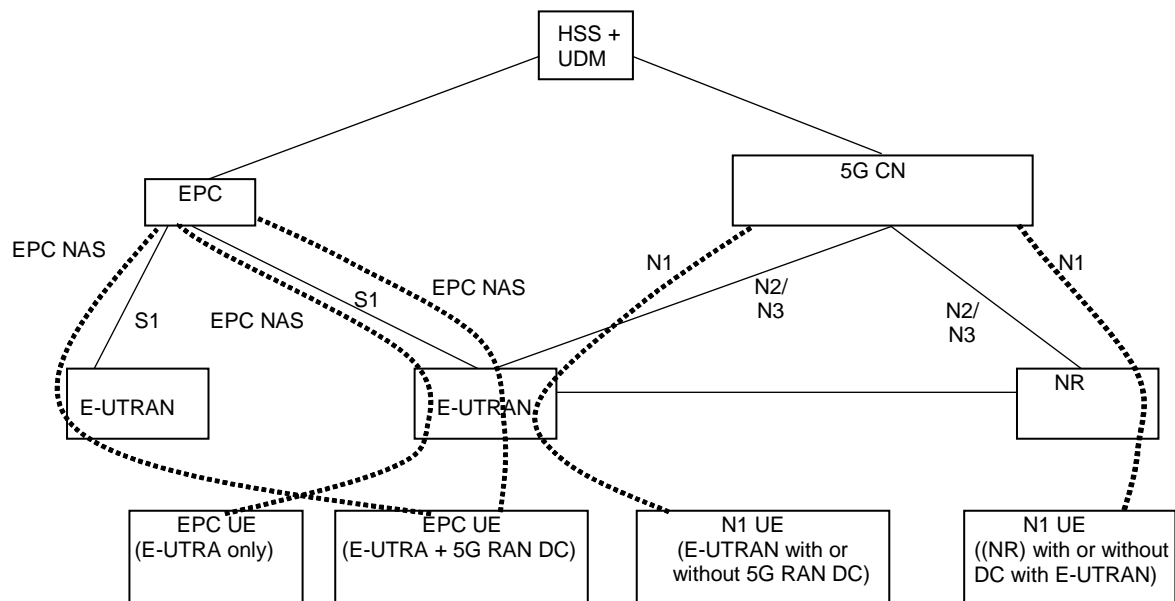 HSS +
UDM
EPC
5G CN
EPC NAS
N1
N1
EPC NAS
S1
N2/
N3
S1
EPC NAS
N2/
N3
E-UTRAN
E-UTRAN
NR
EPC UE
(E-UTRA only)
EPC UE
(E-UTRA + 5G RAN DC)
N1 UE
(E-UTRAN with or
without 5G RAN DC)
N1 UE
((NR) with or without
DC with E-UTRAN)